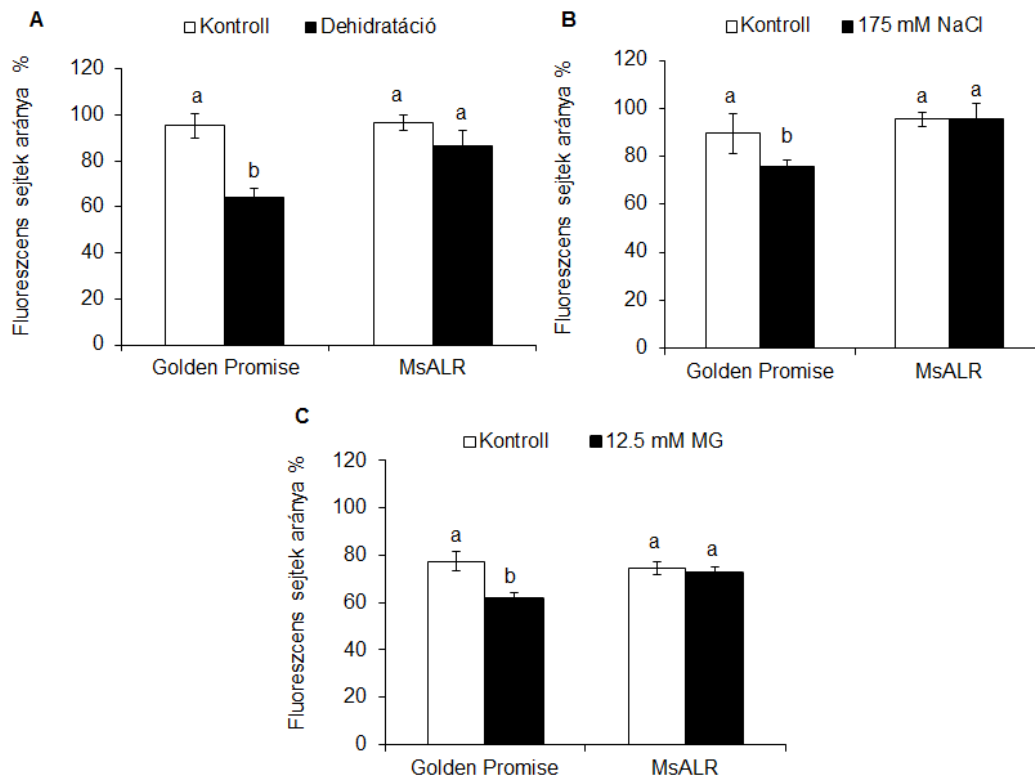 A
Kontroll Dehidratáció
Fluoreszcens sejtek aránya %
120
100
80
60
40
20
0
a
b
a
a
Golden Promise MsALR
B
Kontroll 175 mM NaCl
Fluoreszcens sejtek aránya %
120
100
80
60
40
20
0
a
b
a
a
Golden Promise MsALR
C
Kontroll 12.5 mM MG
Fluoreszcens sejtek aránya %
120
100
80
60
40
20
0
a
b
a
a
Golden Promise MsALR